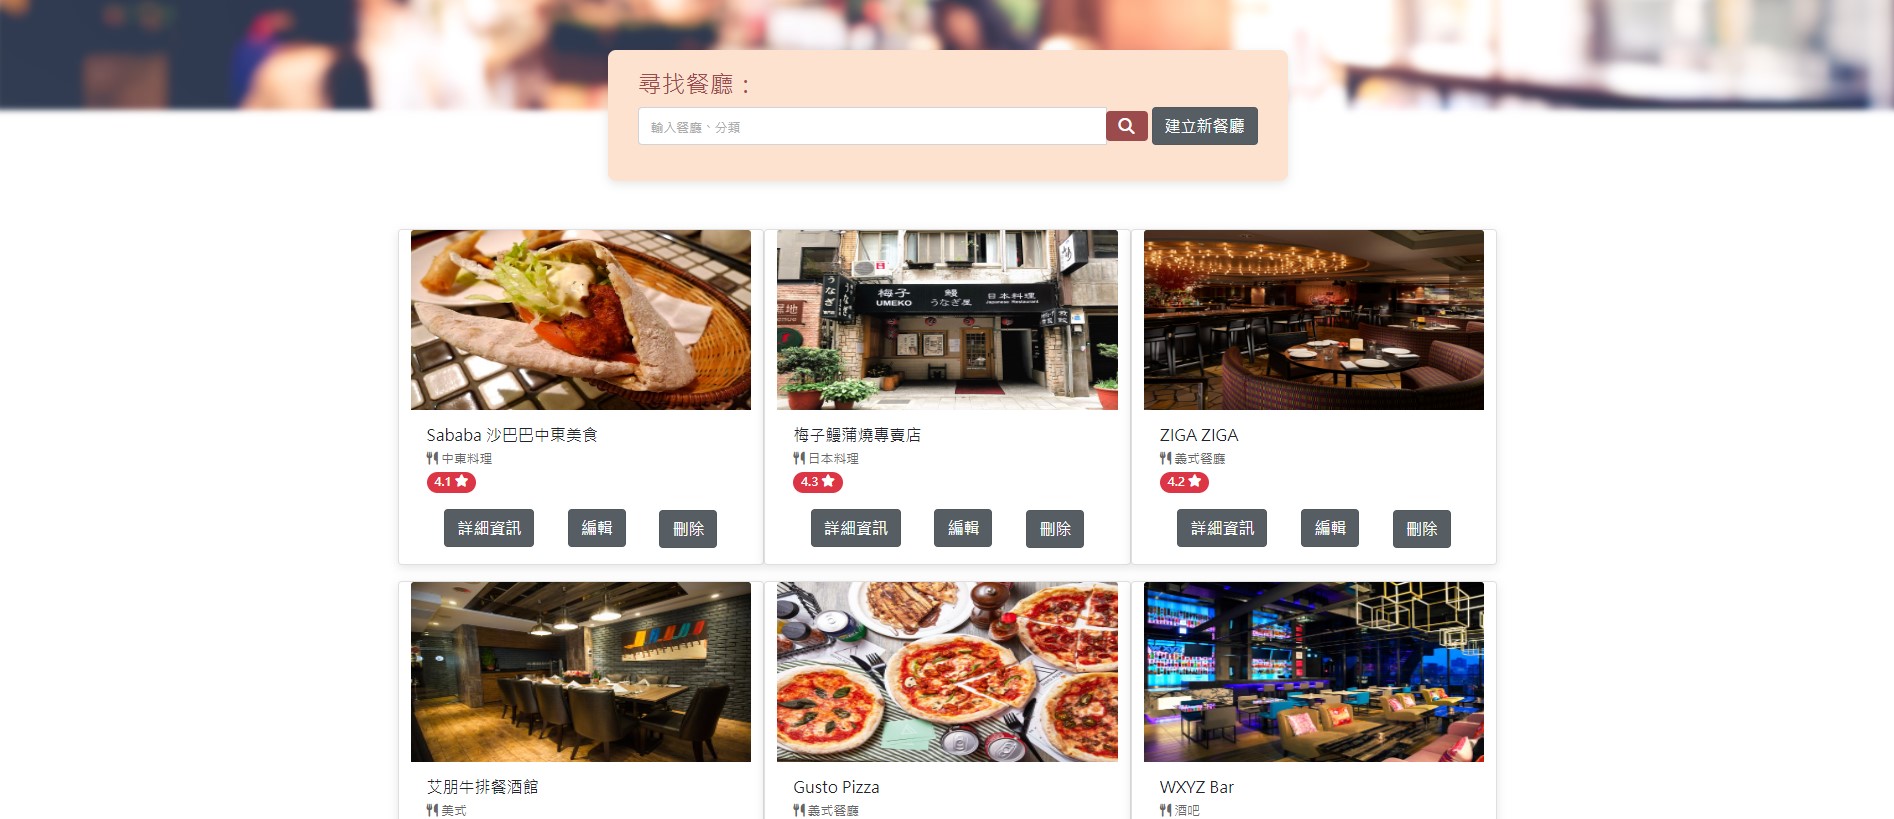 尋找餐廳：
輸入餐廳、分類
建立新餐廳
梅子
UMEKO
鰻
うなぎ屋
日本料理
Japanese Restaurant
うなぎ
Sababa 沙巴巴中東美食
中東料理
4.1
詳細資訊 編輯 刪除
梅子鰻蒲燒專賣店
日本料理
4.3
詳細資訊 編輯 刪除
ZIGA ZIGA
義式餐廳
4.2
詳細資訊 編輯 刪除
艾朋牛排餐酒館
美式
Gusto Pizza
義式餐廳
WXYZ Bar
酒吧